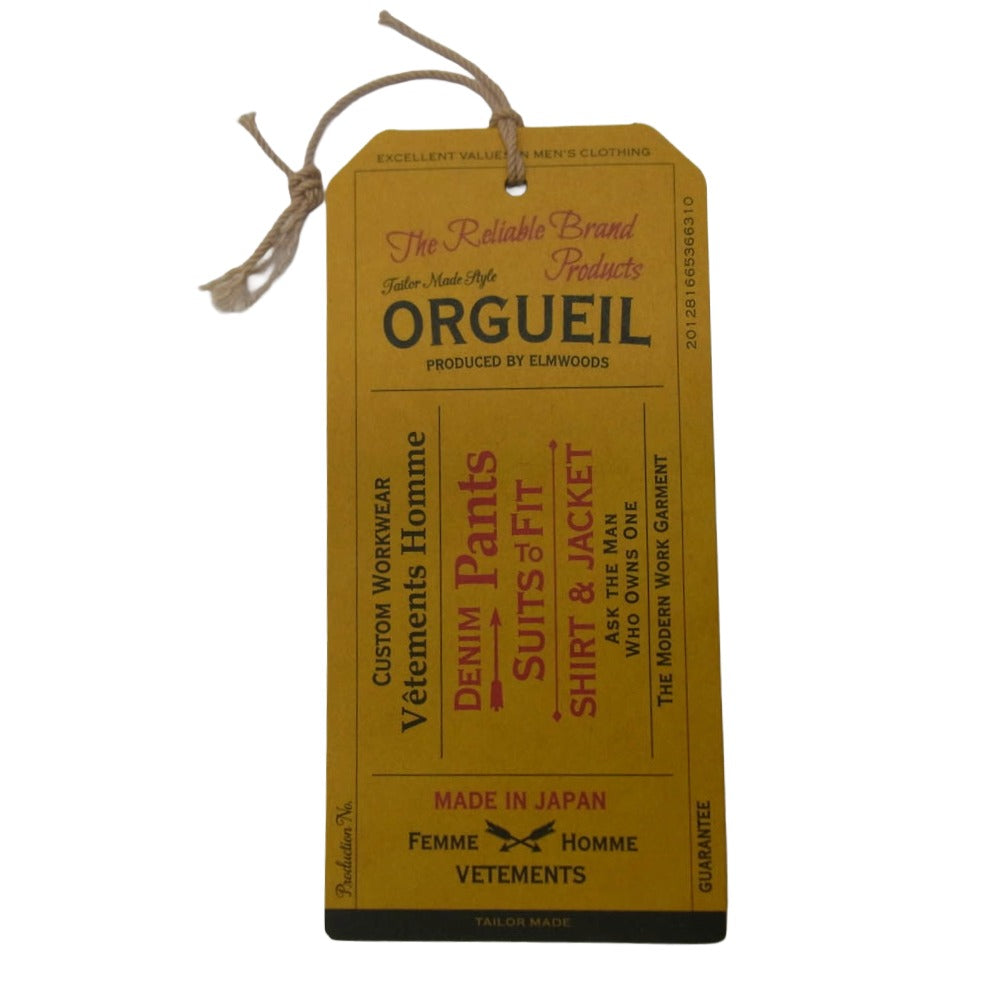 EXCELLENT VALUES IN MEN'S CLOTHING
The Reliable Brand
Products
Tailor Made Style
ORGUEIL
PRODUCED BY ELMWOODS
201281665366310
CUSTOM WORKWEAR
Vêtements Homme
DENIM Pants
SUITS to FIT
SHIRT & JACKET
ASK THE MAN
WHO OWNS ONE
THE MODERN WORK GARMENT
MADE IN JAPAN
FEMME HOMME
VETEMENTS
Production No.
GUARANTEE
TAILOR MADE